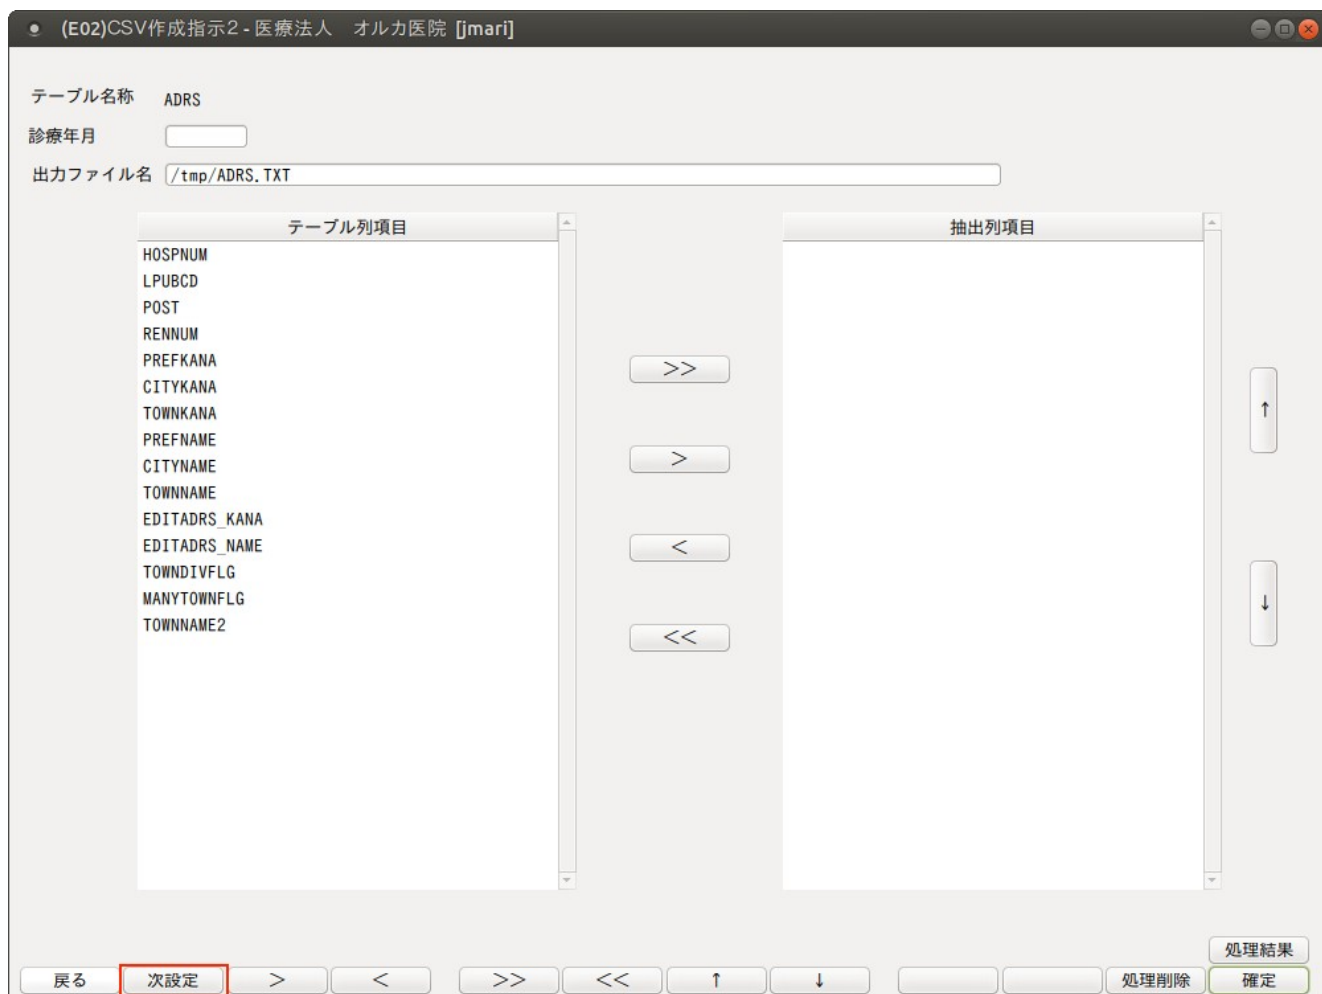 (E02)CSV作成指示2 - 医療法人　オルカ医院 [jmari]
テーブル名称 ADRS
診療年月
出力ファイル名 /tmp/ADRS.TXT
テーブル列項目 抽出列項目
HOSPNUM
LPUBCD
POST
RENNUM
PREFKANA
>>
CITYKANA
TOWNKANA
↑
PREFNAME
CITYNAME
>
TOWNNAME
EDITADRS_KANA
EDITADRS_NAME
<
TOWNDIVFLG
MANYTOWNFLG
↓
TOWNNAME2
<<
処理結果
戻る 次設定 > < >> << ↑ ↓ 処理削除 確定